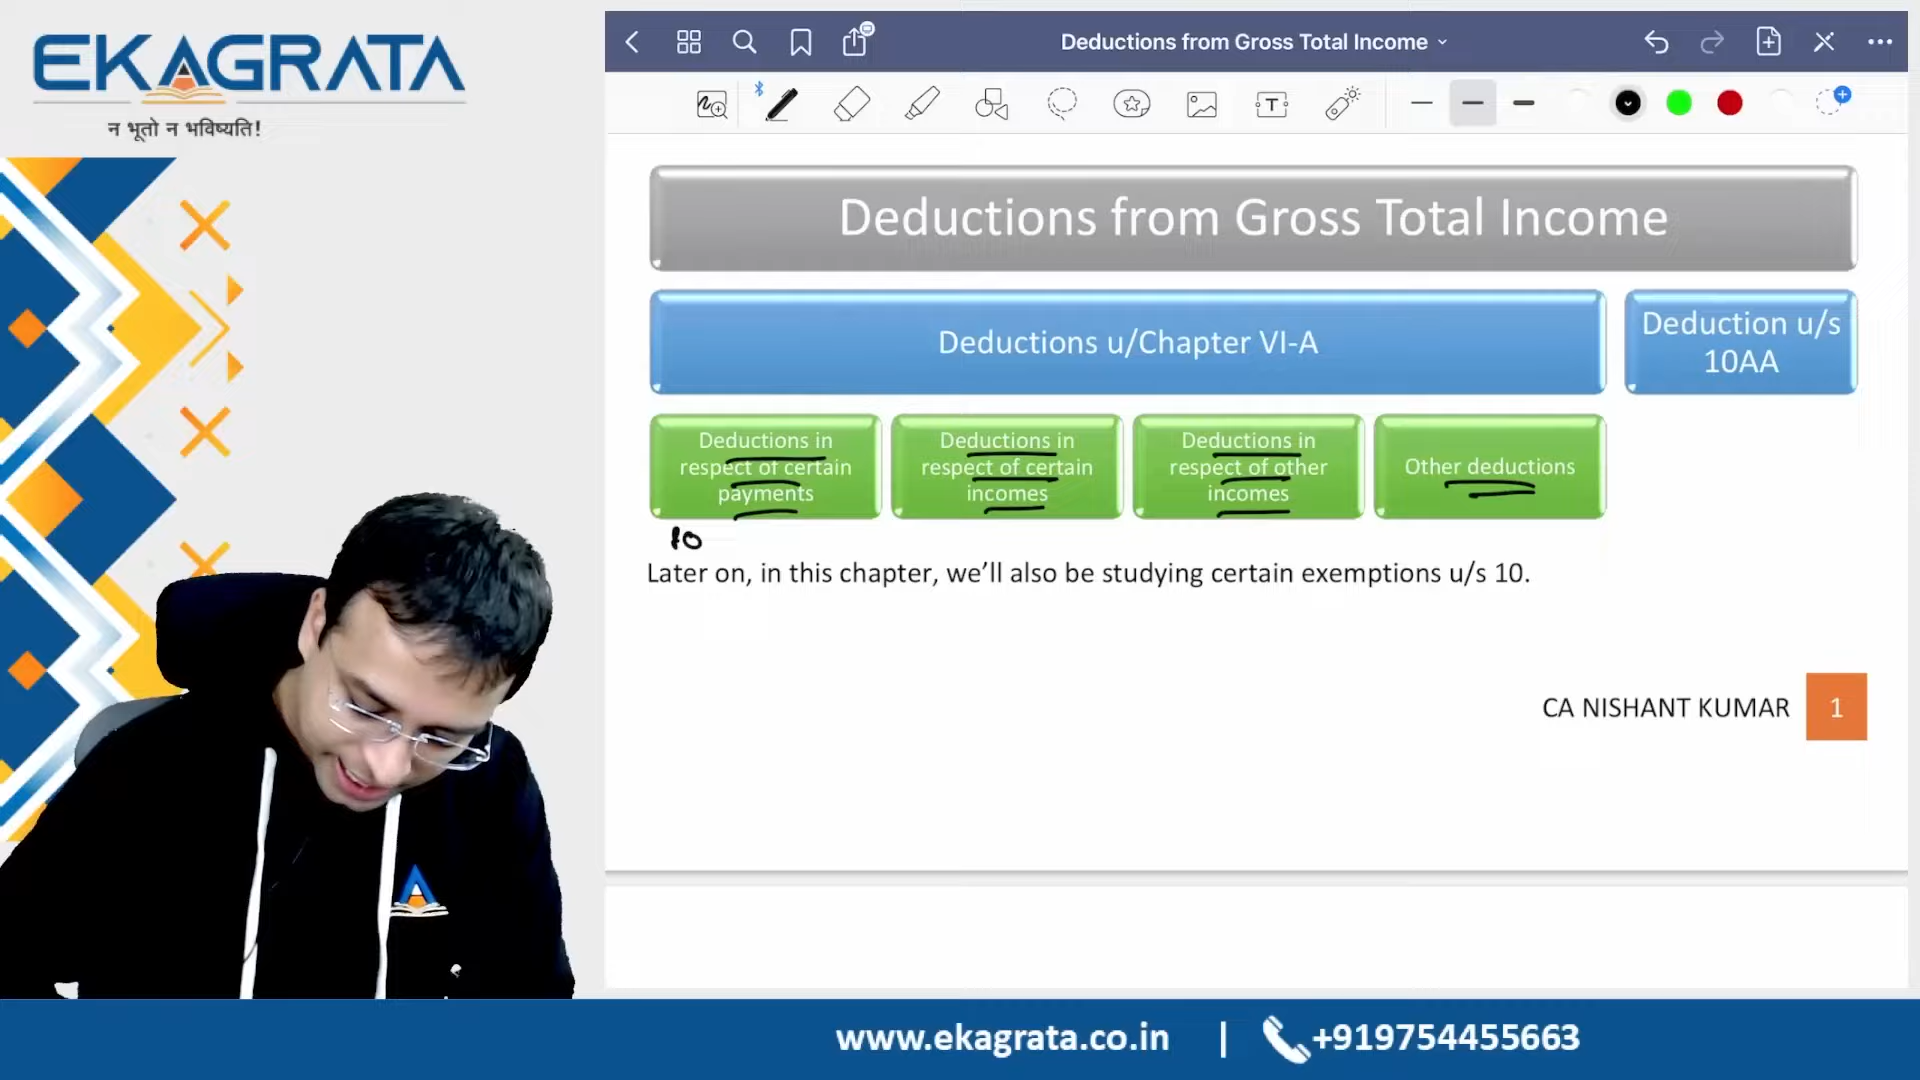 EKAGRATA
न भूतो न भविष्यति!
Deductions from Gross Total Income
T
Deductions from Gross Total Income
Deductions u/Chapter VI-A
Deduction u/s
10AA
Deductions in
respect of certain
payments
Deductions in
respect of certain
incomes
Deductions in
respect of other
incomes
Other deductions
10
Later on, in this chapter, we’ll also be studying certain exemptions u/s 10.
CA NISHANT KUMAR
1
www.ekagrata.co.in | +919754455663